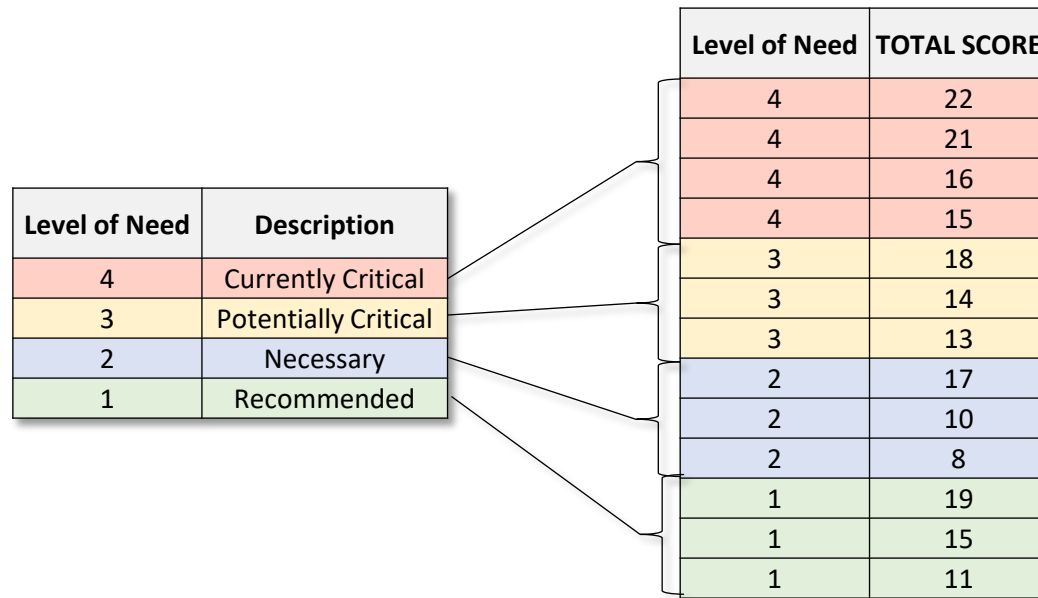 Level of Need Description
4 Currently Critical
3 Potentially Critical
2 Necessary
1 Recommended
Level of Need TOTAL SCORE
4 22
4 21
4 16
4 15
3 18
3 14
3 13
2 17
2 10
2 8
1 19
1 15
1 11